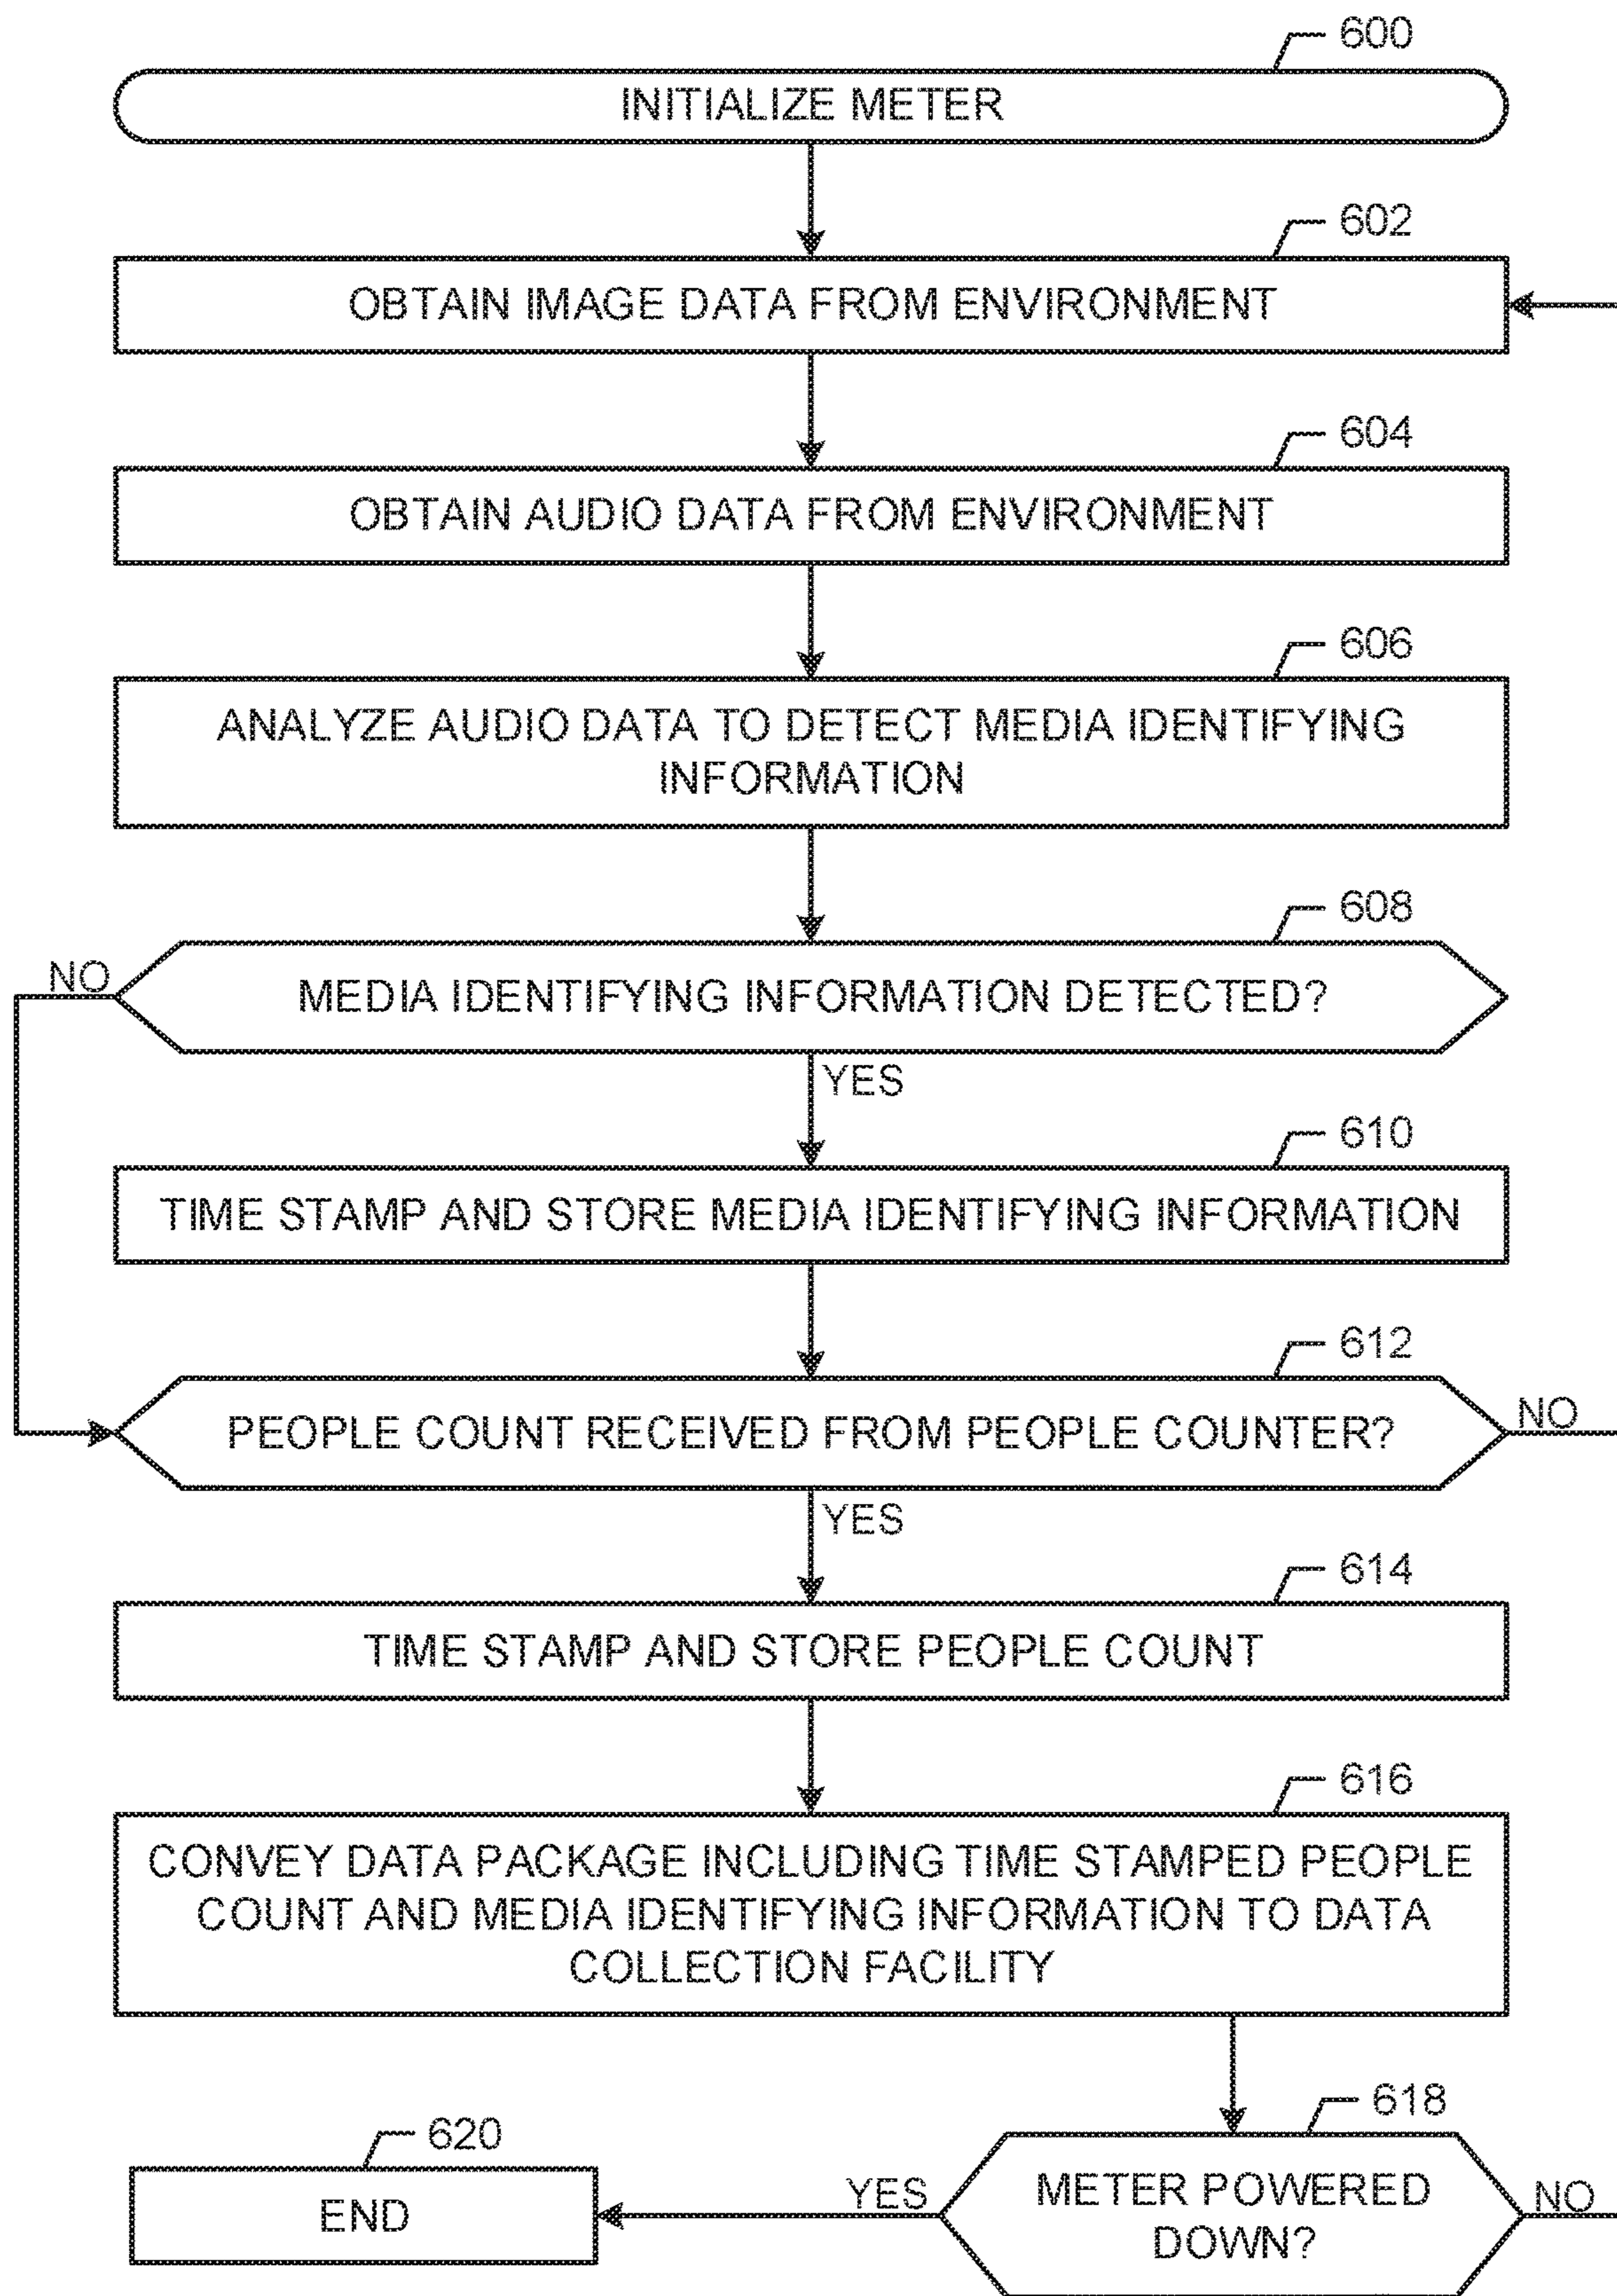 600
INITIALIZE METER
602
OBTAIN IMAGE DATA FROM ENVIRONMENT
604
OBTAIN AUDIO DATA FROM ENVIRONMENT
606
ANALYZE AUDIO DATA TO DETECT MEDIA IDENTIFYING
INFORMATION
608
NO
MEDIA IDENTIFYING INFORMATION DETECTED?
YES
610
TIME STAMP AND STORE MEDIA IDENTIFYING INFORMATION
612
PEOPLE COUNT RECEIVED FROM PEOPLE COUNTER?
NO
YES
614
TIME STAMP AND STORE PEOPLE COUNT
616
CONVEY DATA PACKAGE INCLUDING TIME STAMPED PEOPLE
COUNT AND MEDIA IDENTIFYING INFORMATION TO DATA
COLLECTION FACILITY
618
METER POWERED
DOWN?
NO
YES
620
END